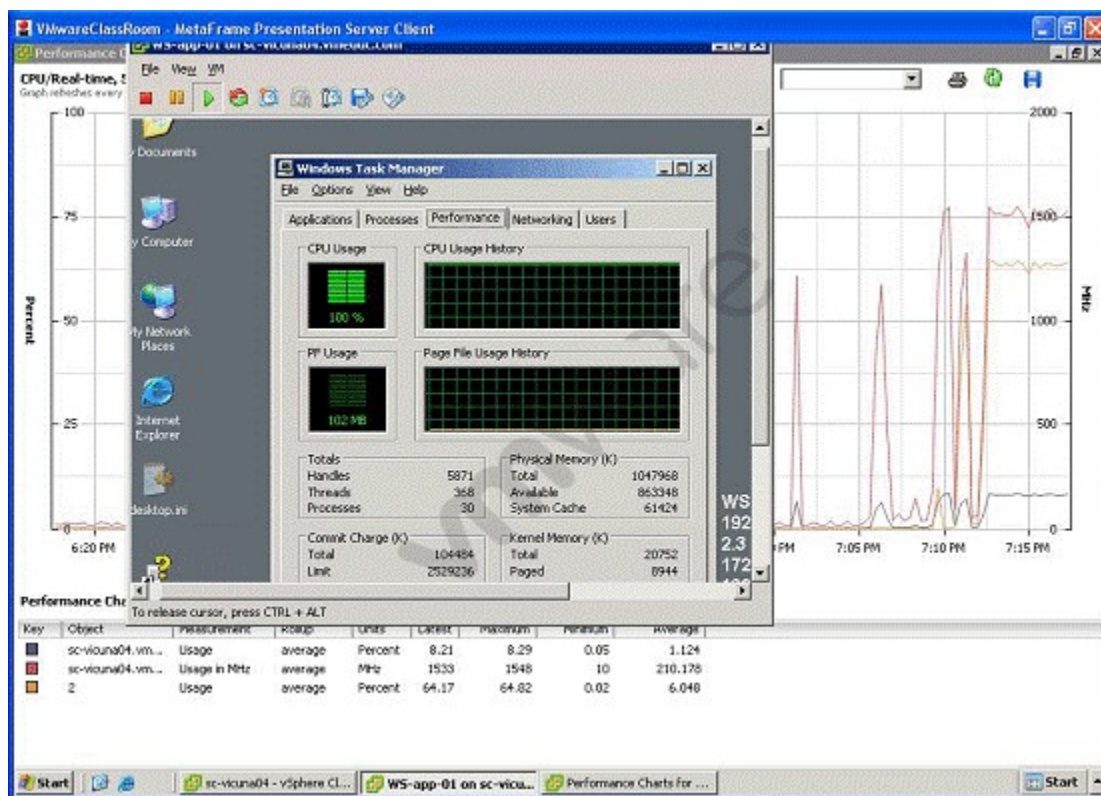 VMwareClassRoom - MetaFrame Presentation Server Client
Performance C
WS-app-01 on sc-vicuna04.vmeduc.com
CPU/Real-time,
Graph refreshes every
File View VM
100
75
50
25
0
Percent
6:20 PM
Documents
y Computer
My Network
Places
Internet
Explorer
desktop.ini
Windows Task Manager
File Options View Help
Applications Processes Performance Networking Users
CPU Usage CPU Usage History
100 %
PF Usage Page File Usage History
102 MB
Totals
Handles 5871
Threads 368
Processes 30
Physical Memory (K)
Total 1047968
Available 863348
System Cache 61424
Commit Charge (K)
Total 104484
Limit 2529236
Kernel Memory (K)
Total 20752
Paged 8944
vmware
WS
192
2.3
172
To release cursor, press CTRL + ALT
2000
1500
1000
500
0
MHz
PM 7:05 PM 7:10 PM 7:15 PM
Performance Cha
Key Object Measurement Rollup Units Latest Maximum Minimum Average
sc-vicuna04.vm... Usage average Percent 8.21 8.29 0.05 1.124
sc-vicuna04.vm... Usage in MHz average MHz 1533 1548 10 210.178
2 Usage average Percent 64.17 64.82 0.02 6.048
Start sc-vicuna04 - vSphere Cl... WS-app-01 on sc-vicu... Performance Charts for ... Start